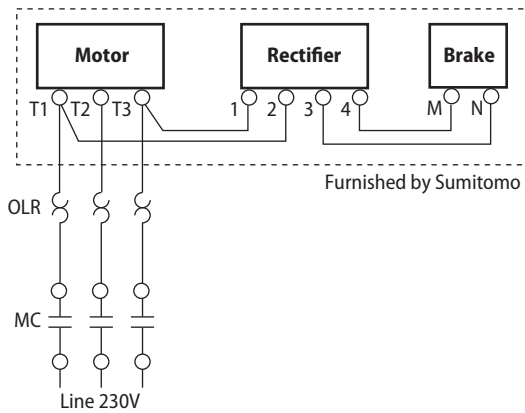 Motor Rectifier Brake
T1 T2 T3 1 2 3 4 M N
Furnished by Sumitomo
OLR
MC
Line 230V